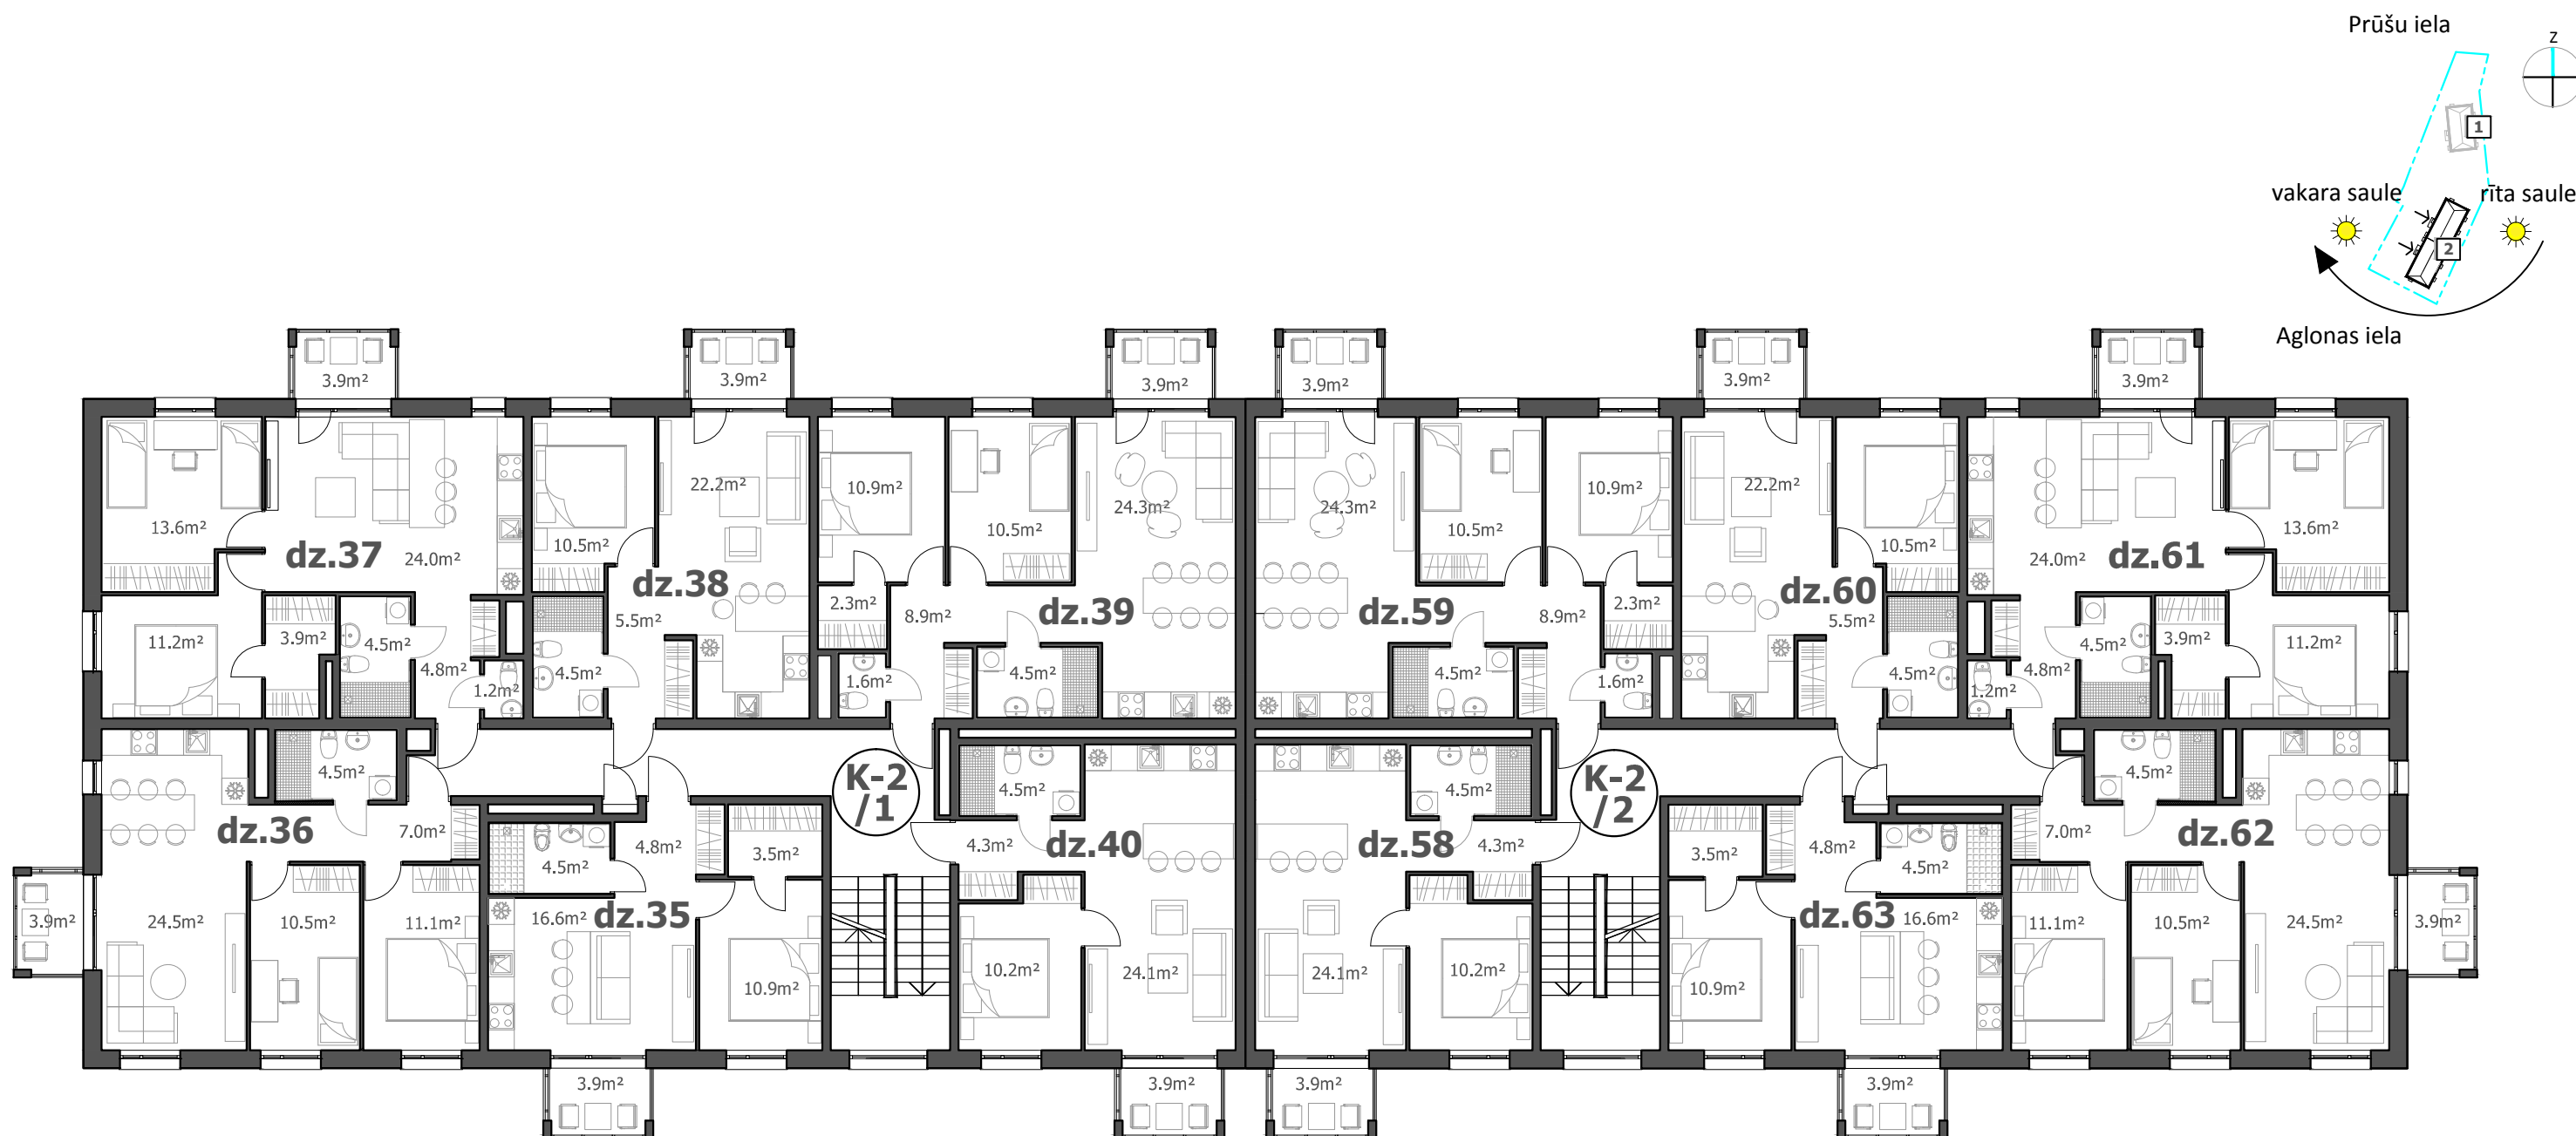 Prūšu iela
z
1
vakara saule
rīta saule
2
Aglonas iela
3.9m²
3.9m²
3.9m²
3.9m²
3.9m²
3.9m²
13.6m²
dz.37
24.0m²
11.2m²
3.9m²
4.5m²
4.8m²
1.2m²
10.5m²
22.2m²
dz.38
5.5m²
4.5m²
10.9m²
10.5m²
24.3m²
2.3m²
8.9m²
dz.39
1.6m²
4.5m²
24.3m²
10.5m²
10.9m²
dz.59
8.9m²
2.3m²
4.5m²
1.6m²
22.2m²
10.5m²
dz.60
5.5m²
4.5m²
24.0m²
dz.61
13.6m²
4.5m²
3.9m²
11.2m²
4.8m²
1.2m²
4.5m²
dz.36
7.0m²
24.5m²
10.5m²
11.1m²
3.9m²
4.5m²
4.8m²
3.5m²
16.6m²
dz.35
10.9m²
K-2
/1
4.5m²
4.3m²
dz.40
10.2m²
24.1m²
4.5m²
dz.58
4.3m²
24.1m²
10.2m²
K-2
/2
3.5m²
4.8m²
4.5m²
dz.63
16.6m²
10.9m²
4.5m²
7.0m²
dz.62
11.1m²
10.5m²
24.5m²
3.9m²
3.9m²
3.9m²
3.9m²
3.9m²